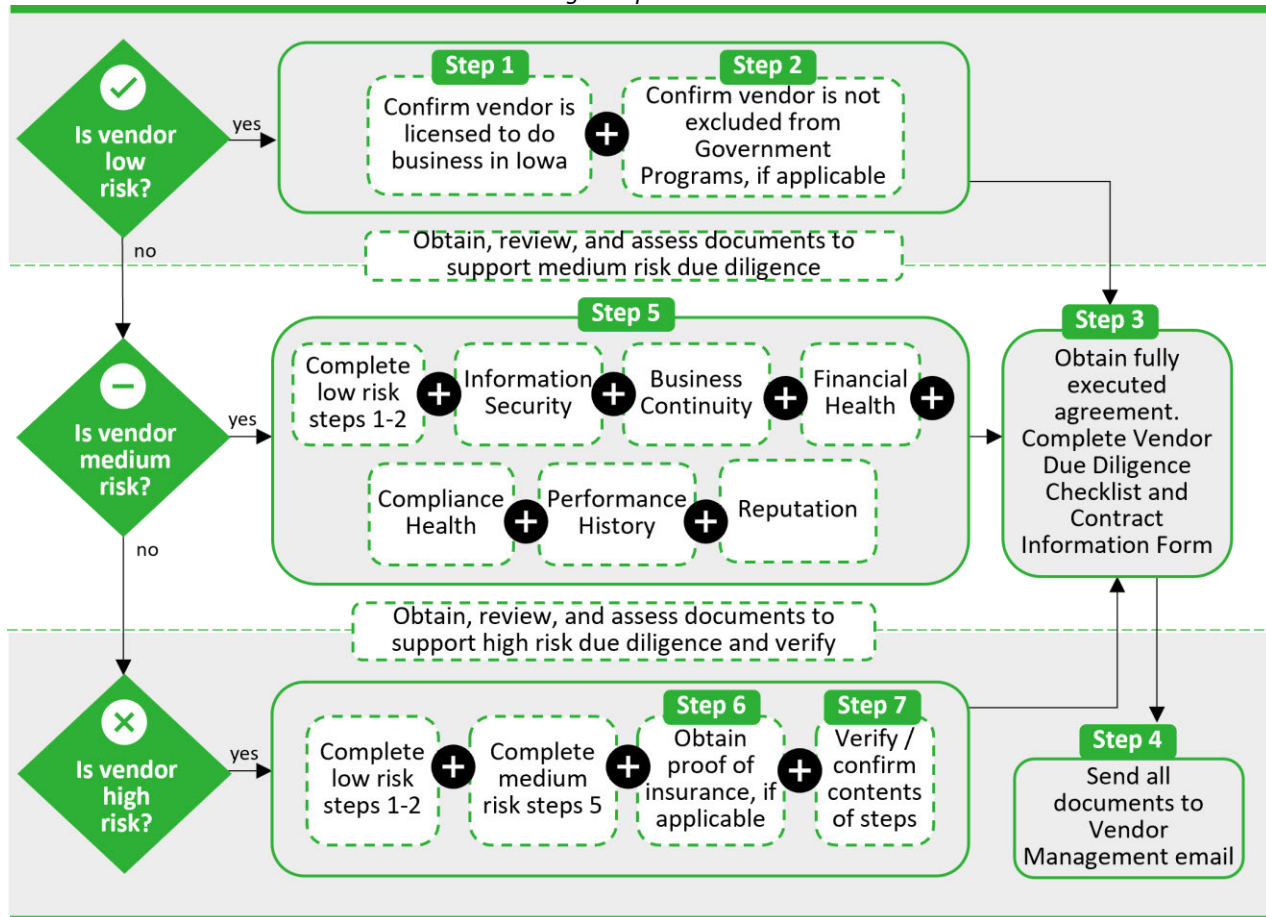 Step 1
Step 2
Is vendor
low
risk?
yes
Confirm vendor is
licensed to do
business in Iowa
Confirm vendor is not
excluded from
Government
Programs, if applicable
no
Obtain, review, and assess documents to
support medium risk due diligence
Step 5
Step 3
Is vendor
medium
risk?
yes
Complete
low risk
steps 1-2
Information
Security
Business
Continuity
Financial
Health
Compliance
Health
Performance
History
Reputation
Obtain fully
executed
agreement.
Complete Vendor
Due Diligence
Checklist and
Contract
Information Form
no
Obtain, review, and assess documents to
support high risk due diligence and verify
Is vendor
high
risk?
yes
Complete
low risk
steps 1-2
Complete
medium
risk steps 5
Step 6
Obtain
proof of
insurance, if
applicable
Step 7
Verify /
confirm
contents
of steps
Step 4
Send all
documents to
Vendor
Management email